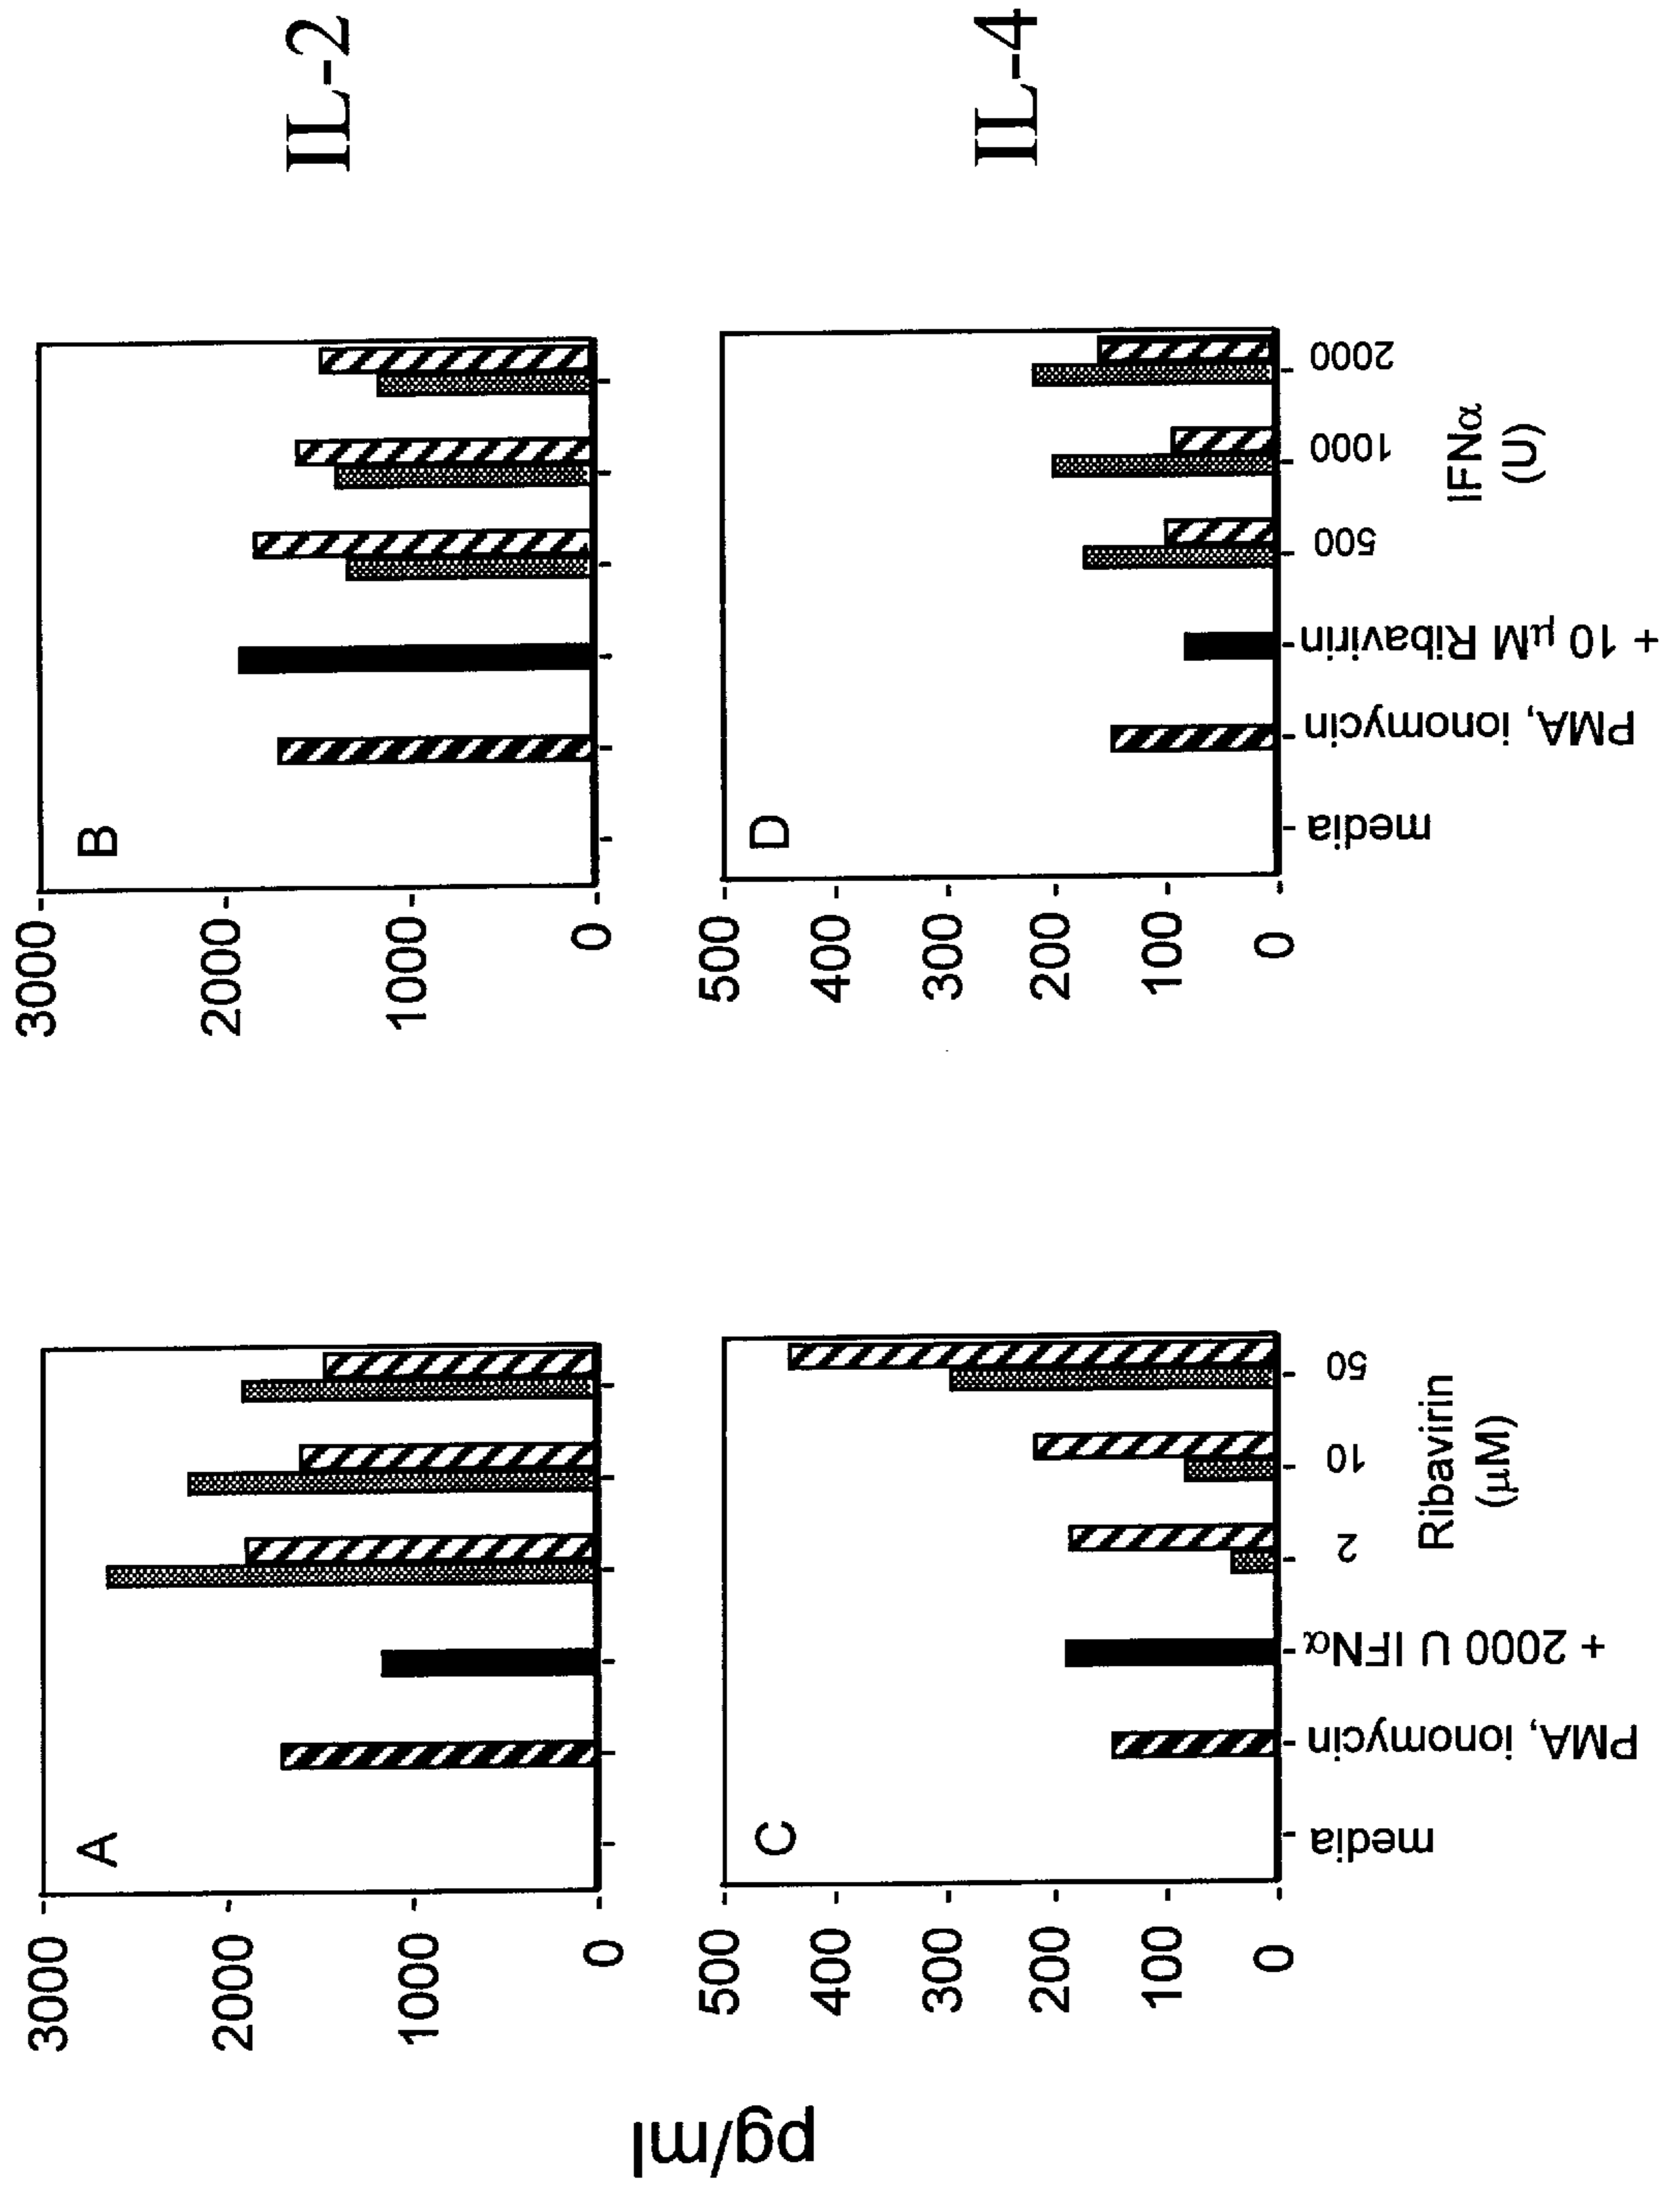 IL-2
A
3000
2000
1000
0
B
3000
2000
1000
0
pg/ml
IL-4
C
500
400
300
200
100
0
media
PMA, ionomycin
+ 2000 U IFNα
2
10
50
Ribavirin
(μM)
D
500
400
300
200
100
0
media
PMA, ionomycin
+ 10 μM Ribavirin
500
1000
2000
IFNα
(U)